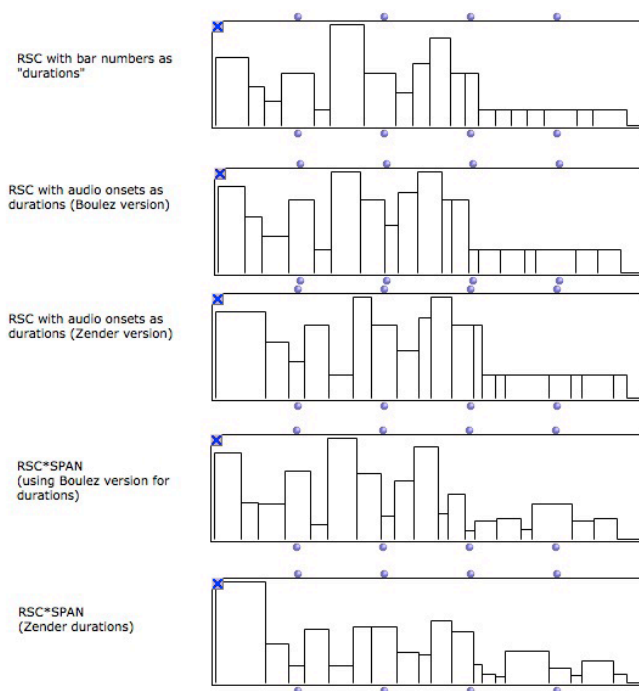 RSC with bar numbers as
"durations"
RSC with audio onsets as
durations (Boulez version)
RSC with audio onsets as
durations (Zender version)
RSC*SPAN
(using Boulez version for
durations)
RSC*SPAN
(Zender durations)